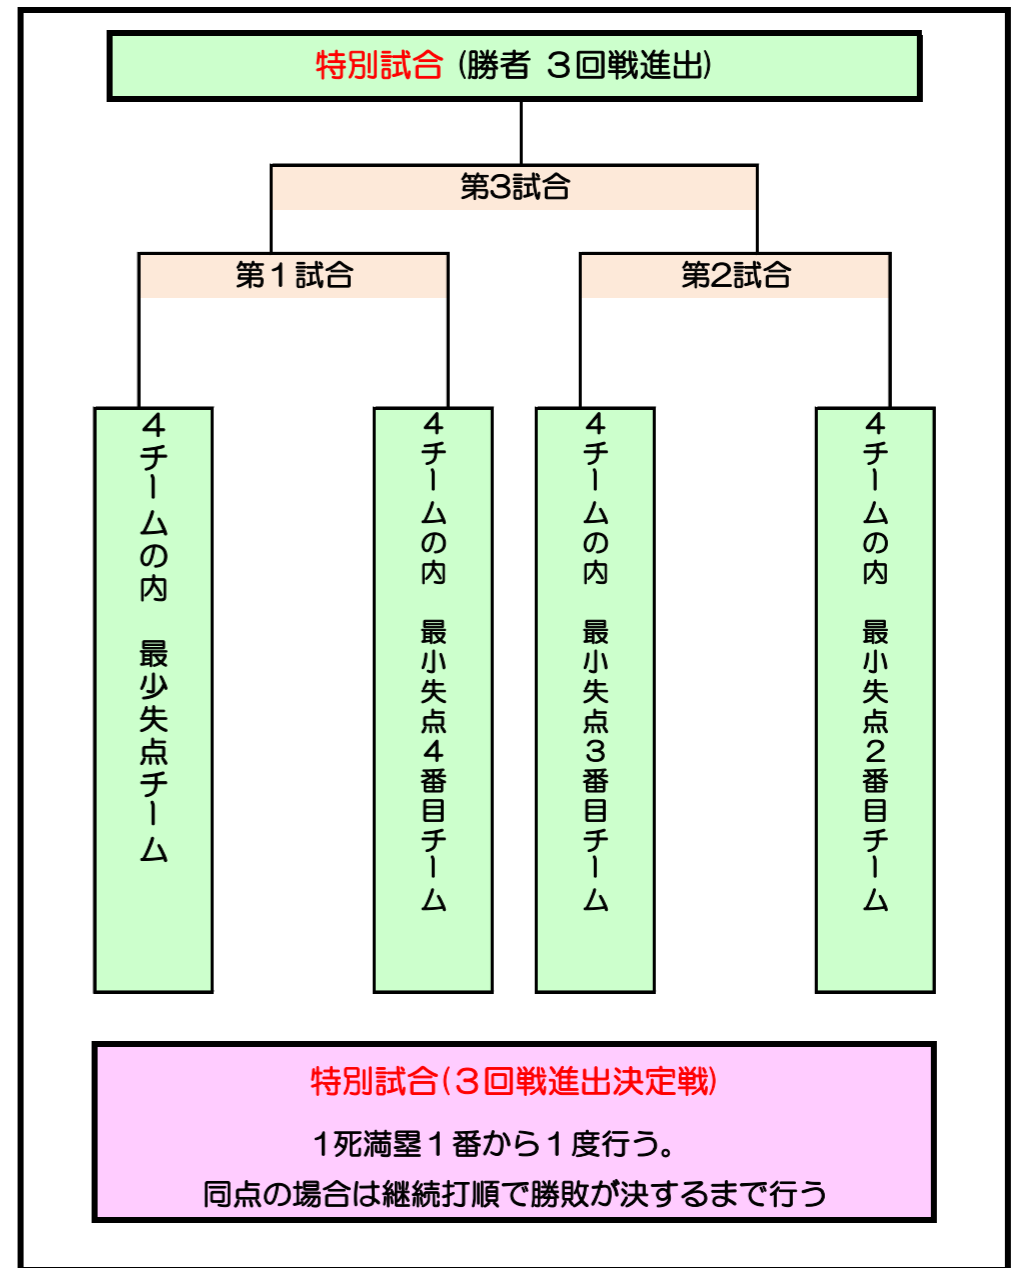 特別試合 (勝者 3回戦進出)
第3試合
第1試合
第2試合
4チームの内 最少失点チーム
4チームの内 最小失点4番目チーム
4チームの内 最小失点3番目チーム
4チームの内 最小失点2番目チーム
特別試合(3回戦進出決定戦)
1死満塁1番から1度行う。
同点の場合は継続打順で勝敗が決するまで行う